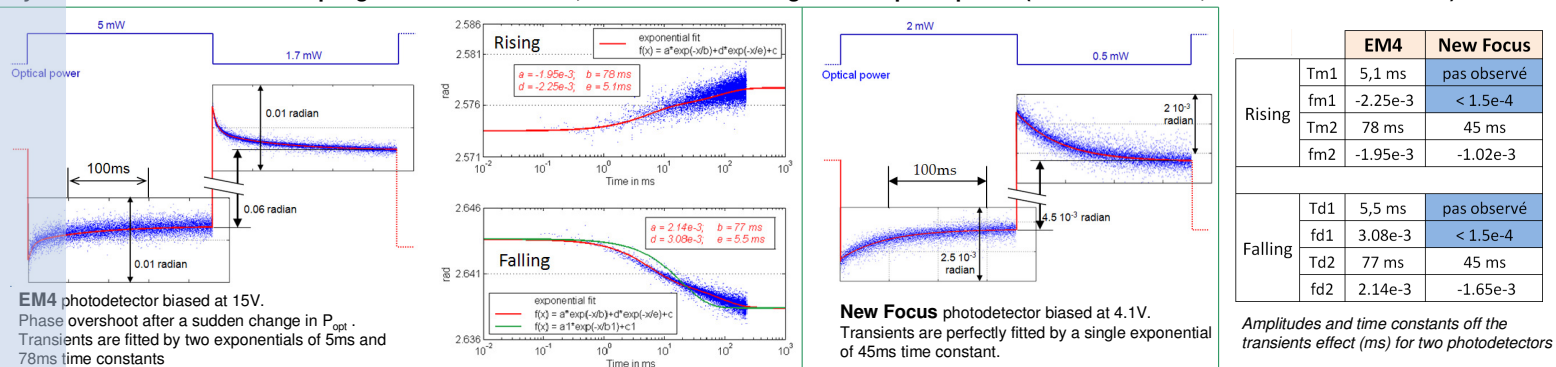 5 mW
1.7 mW
Optical power
0.01 radian
100ms
0.06 radian
0.01 radian
EM4 photodetector biased at 15V.
Phase overshoot after a sudden change in Popt .
Transients are fitted by two exponentials of 5ms and
78ms time constants
2.586
2.581
2.576
2.571
rad
Rising
exponential fit
f(x) = a*exp(-x/b)+d*exp(-x/e)+c
a = -1.95e-3; b = 78 ms
d = -2.25e-3; e = 5.1ms
10-2 10-1 100 101 102 103
Time in ms
2.646
2.641
2.636
rad
a = 2.14e-3; b = 77 ms
d = 3.08e-3; e = 5.5 ms
Falling
exponential fit
f(x) = a*exp(-x/b)+d*exp(-x/e)+c
f(x) = a1*exp(-x/b1)+c1
10-2 10-1 100 101 102 103
Time in ms
2 mW
0.5 mW
Optical power
2 10-3
radian
100ms
4.5 10-3 radian
2.5 10-3
radian
New Focus photodetector biased at 4.1V.
Transients are perfectly fitted by a single exponential
of 45ms time constant.
EM4 New Focus
Rising
Tm1 5,1 ms pas observé
fm1 -2.25e-3 < 1.5e-4
Tm2 78 ms 45 ms
fm2 -1.95e-3 -1.02e-3
Falling
Td1 5,5 ms pas observé
fd1 3.08e-3 < 1.5e-4
Td2 77 ms 45 ms
fd2 2.14e-3 -1.65e-3
Amplitudes and time constants off the
transients effect (ms) for two photodetectors